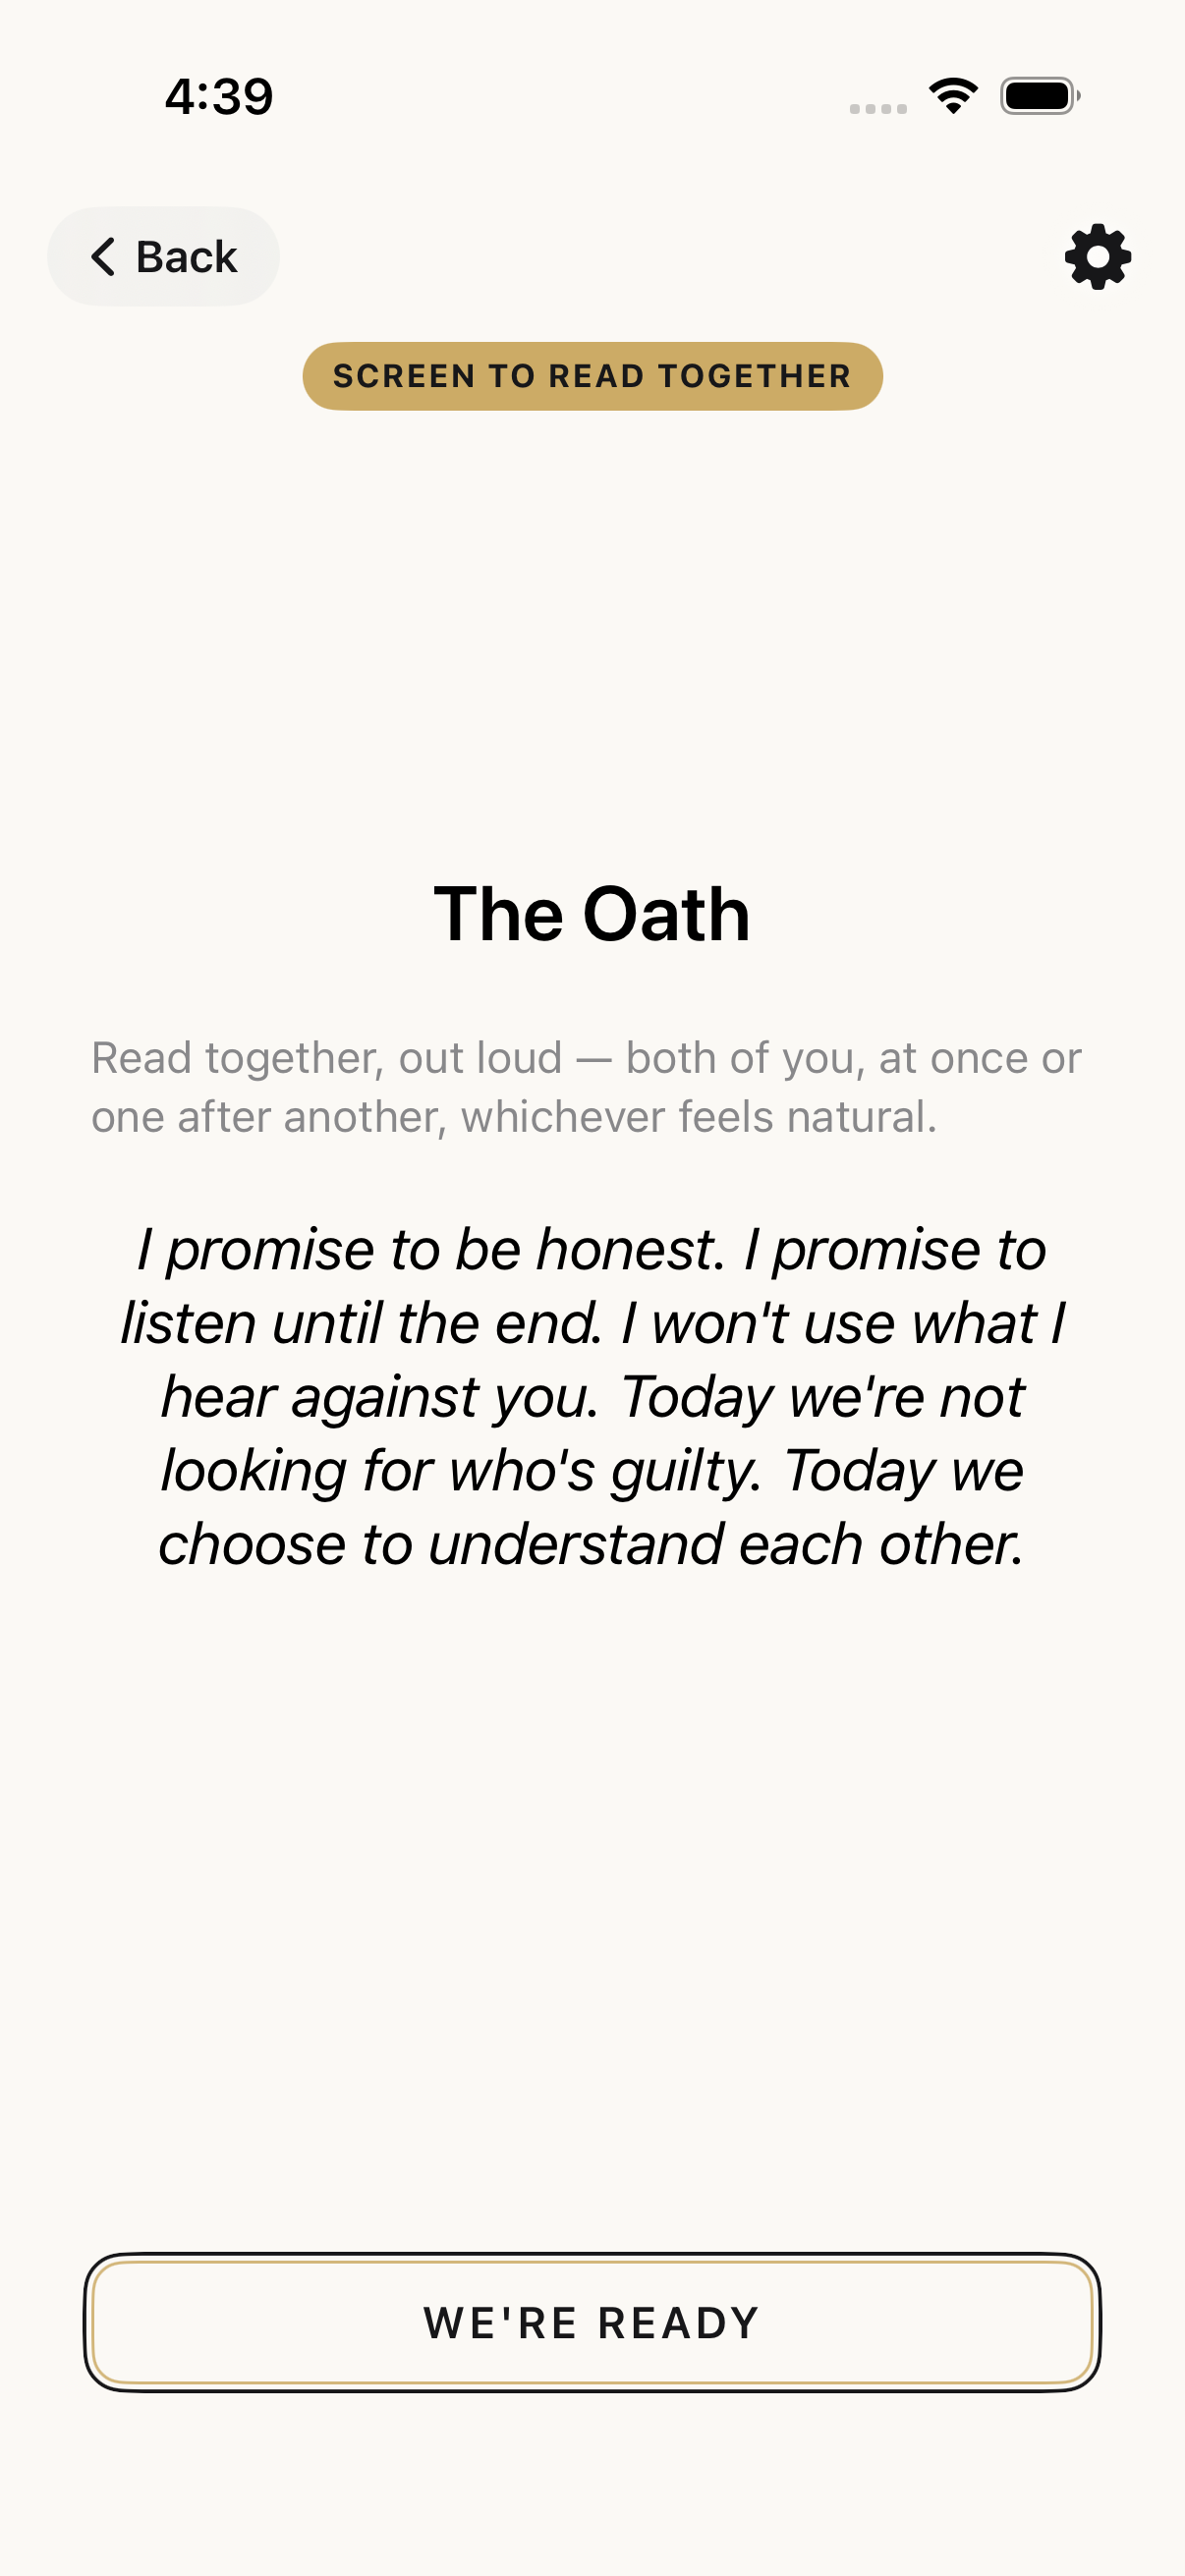 4:39
Back
SCREEN TO READ TOGETHER
The Oath
Read together, out loud — both of you, at once or
one after another, whichever feels natural.
I promise to be honest. I promise to
listen until the end. I won't use what I
hear against you. Today we're not
looking for who's guilty. Today we
choose to understand each other.
WE'RE READY